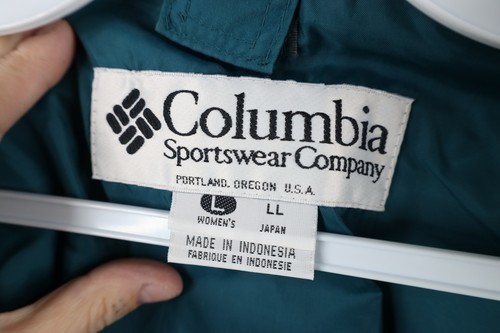 Columbia
Sportswear Company
PORTLAND, OREGON U.S.A.
L LL
WOMEN'S JAPAN
MADE IN INDONESIA
FABRIQUE EN INDONESIE